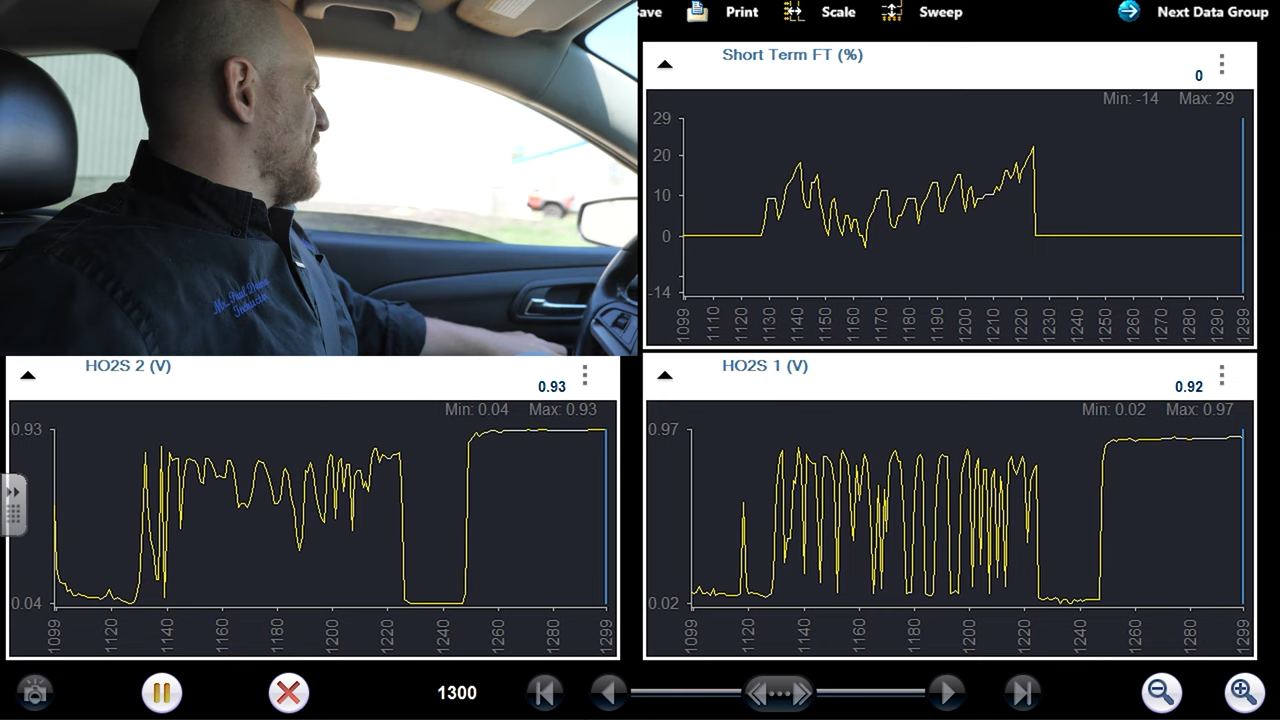 ave Print Scale Sweep Next Data Group
Short Term FT (%)
0
Min: -14 Max: 29
29
20
10
0
-14
1099 1110 1120 1130 1140 1150 1160 1170 1180 1190 1200 1210 1220 1230 1240 1250 1260 1270 1280 1290 1299
HO2S 2 (V)
0.93
Min: 0.04 Max: 0.93
0.93
0.04
1099 1120 1140 1160 1180 1200 1220 1240 1260 1280 1299
HO2S 1 (V)
0.92
Min: 0.02 Max: 0.97
0.97
0.02
1099 1120 1140 1160 1180 1200 1220 1240 1260 1280 1299
1300